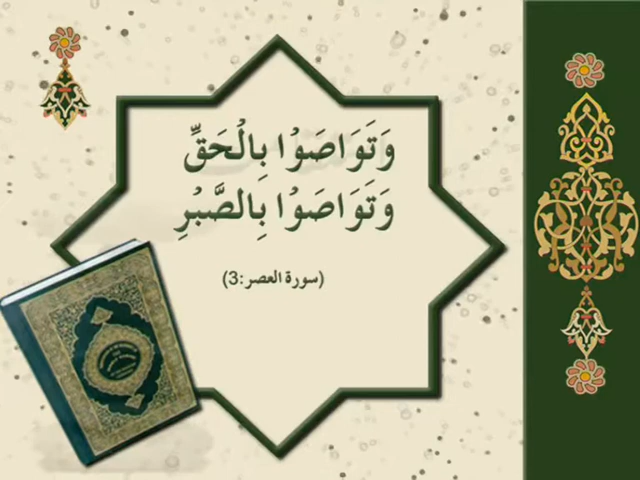 وَتَوَاصَوْا بِالْحَقِّ
وَتَوَاصَوْا بِالصَّبْرِ
(سورة العصر:3)